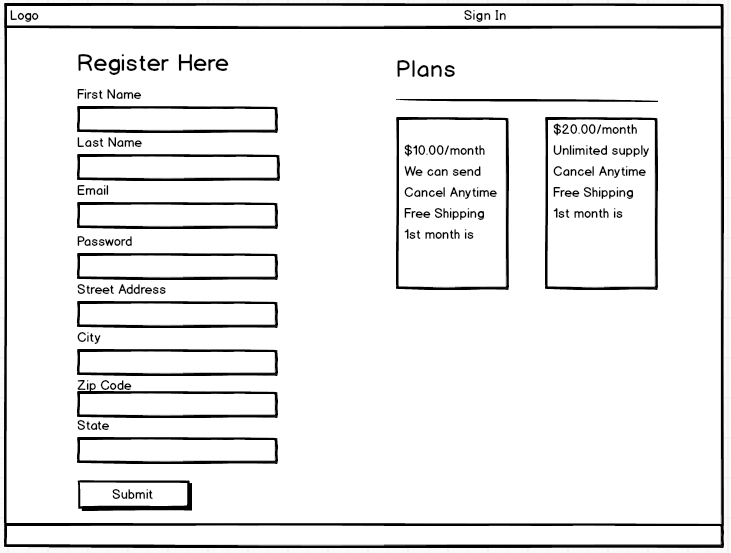 Logo
Sign In
Register Here
First Name
Last Name
Email
Password
Street Address
City
Zip Code
State
Submit
Plans
$10.00/month
We can send
Cancel Anytime
Free Shipping
1st month is
$20.00/month
Unlimited supply
Cancel Anytime
Free Shipping
1st month is